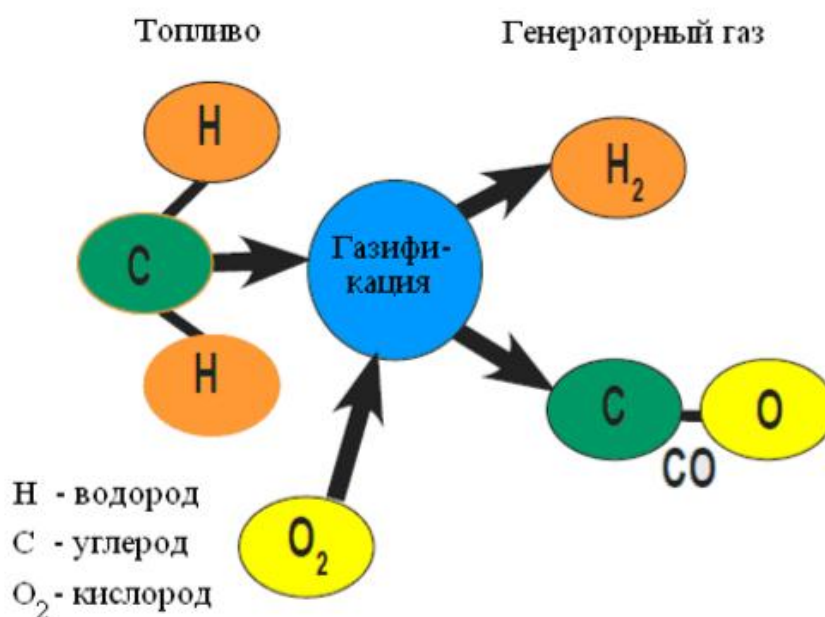 Топливо
Генераторный газ
H
H₂
C
Газифи-
кация
H
C
O
CO
O₂
H - водород
C - углерод
O₂ - кислород